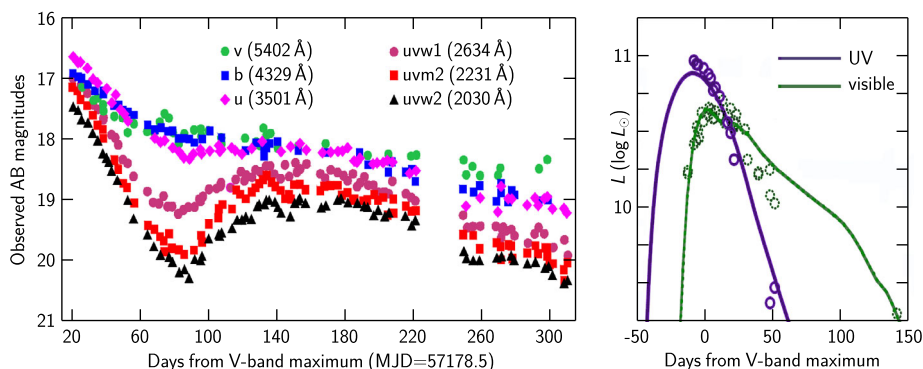 16
17
18
19
20
21
Observed AB magnitudes
v (5402 Å)
b (4329 Å)
u (3501 Å)
uvw1 (2634 Å)
uvm2 (2231 Å)
uvw2 (2030 Å)
20 60 100 140 180 220 260 300
Days from V-band maximum (MJD=57178.5)
11
10
L (log L⊙)
UV
visible
-50 0 50 100 150
Days from V-band maximum